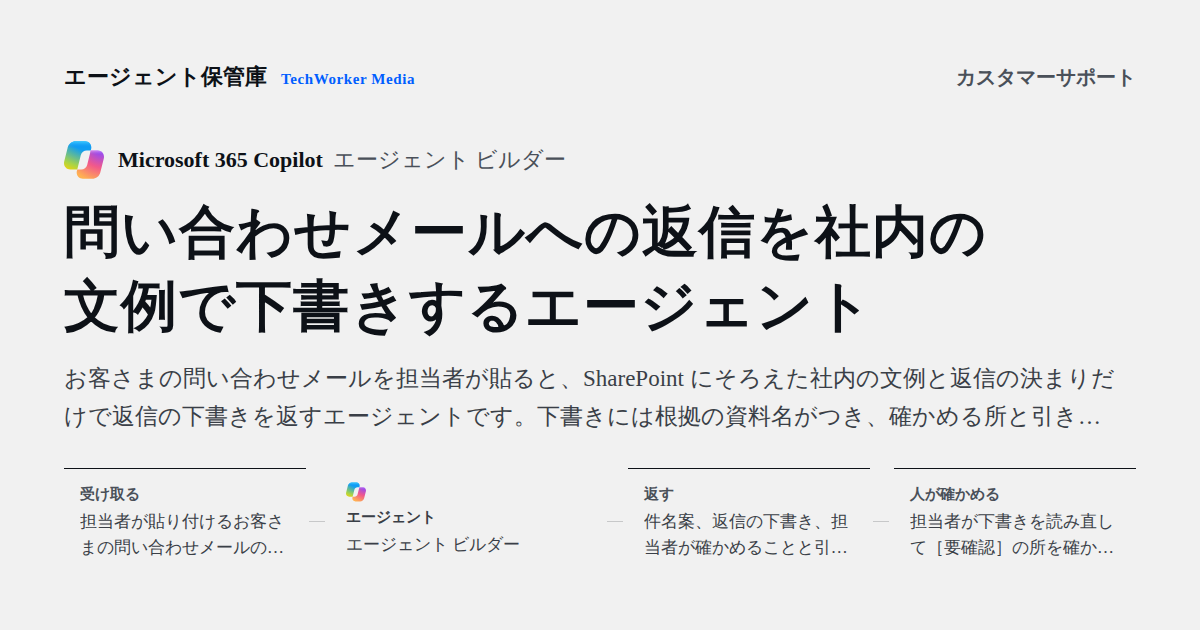 エージェント保管庫 TechWorker Media
カスタマーサポート
Microsoft 365 Copilot エージェント ビルダー
問い合わせメールへの返信を社内の
文例で下書きするエージェント
お客さまの問い合わせメールを担当者が貼ると、SharePoint にそろえた社内の文例と返信の決まりだ
けで返信の下書きを返すエージェントです。下書きには根拠の資料名がつき、確かめる所と引き…
受け取る
担当者が貼り付けるお客さ
まの問い合わせメールの…
エージェント
エージェント ビルダー
返す
件名案、返信の下書き、担
当者が確かめることと引…
人が確かめる
担当者が下書きを読み直し
て［要確認］の所を確か…